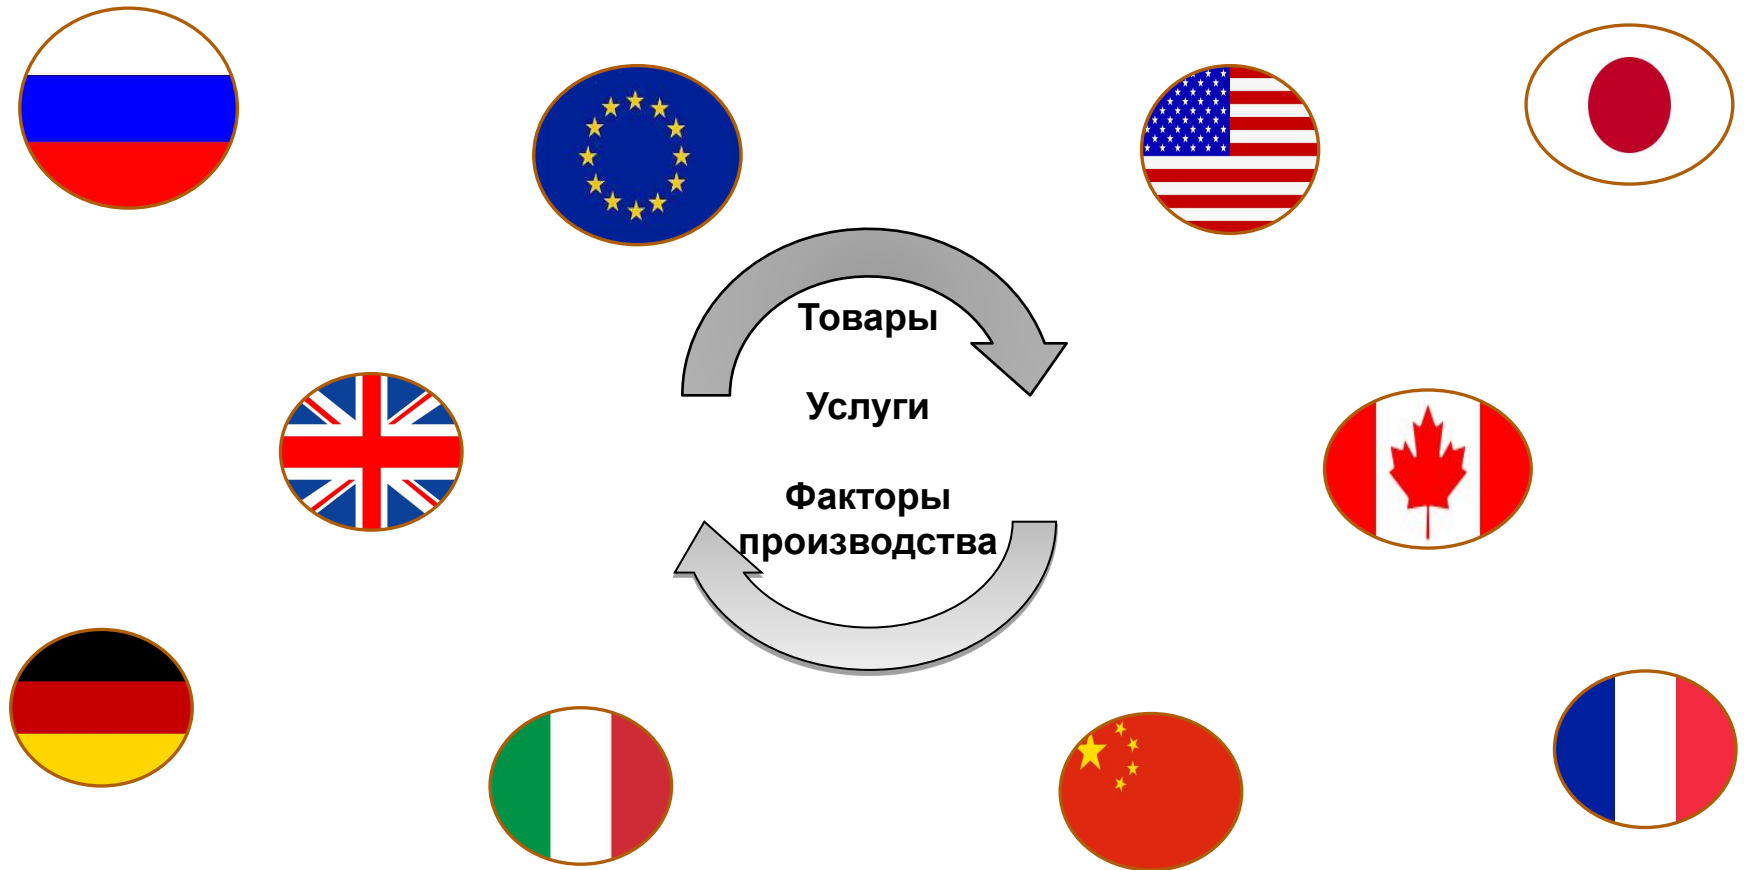 Товары
Услуги
Факторы
производства